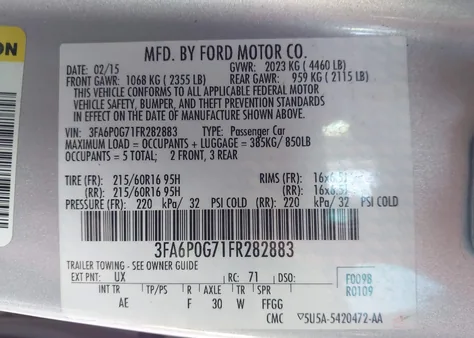 ON
MFD. BY FORD MOTOR CO.
DATE: 02/15 GVWR: 2023 KG ( 4460 LB)
FRONT GAWR: 1068 KG ( 2355 LB) REAR GAWR: 959 KG ( 2115 LB)
THIS VEHICLE CONFORMS TO ALL APPLICABLE FEDERAL MOTOR
VEHICLE SAFETY, BUMPER, AND THEFT PREVENTION STANDARDS
IN EFFECT ON THE DATE OF MANUFACTURE SHOWN ABOVE.
VIN: 3FA6P0G71FR282883 TYPE: Passenger Car
MAXIMUM LOAD = OCCUPANTS + LUGGAGE = 385KG/ 850LB
OCCUPANTS = 5 TOTAL; 2 FRONT, 3 REAR
TIRE (FR): 215/60R16 95H RIMS (FR): 16x6.5J
(RR): 215/60R16 95H (RR): 16x6.5J
PRESSURE (FR): 220 kPa/ 32 PSI COLD (RR): 220 kPa/ 32 PSI COLD
3FA6P0G71FR282883
TRAILER TOWING - SEE OWNER GUIDE
EXT PNT: UX RC: 71 DSO: F0098
INT TR TP/PS R AXLE TR SPR R0109
AE F 30 W FFGG
CMC 5U5A-5420472-AA